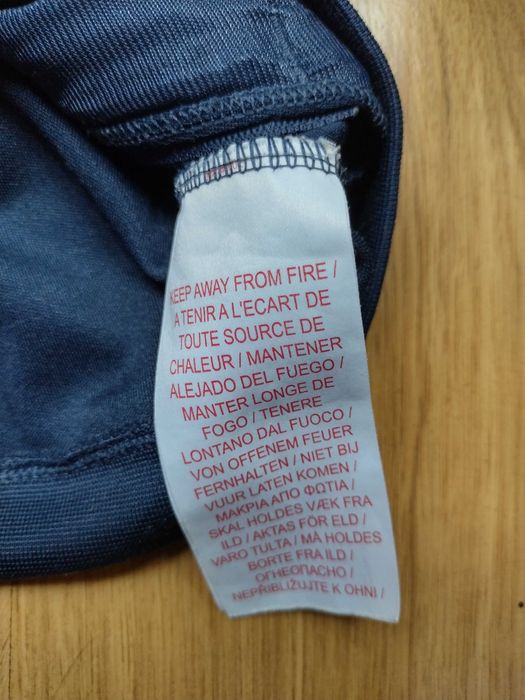 KEEP AWAY FROM FIRE /
A TENIR A L'ECART DE
TOUTE SOURCE DE
CHALEUR / MANTENER
ALEJADO DEL FUEGO /
MANTER LONGE DE
FOGO / TENERE
LONTANO DAL FUOCO /
VON OFFENEM FEUER
FERNHALTEN / NIET BIJ
VUUR LATEN KOMEN /
ΜΑΚΡΙΑ ΑΠΟ ΦΩΤΙΑ /
SKAL HOLDES VÆK FRA
ILD / AKTAS FÖR ELD /
VARO TULTA / MÅ HOLDES
BORTE FRA ILD /
ОГНЕОПАСНО /
NEPŘIBLIŽUJTE K OHNI /